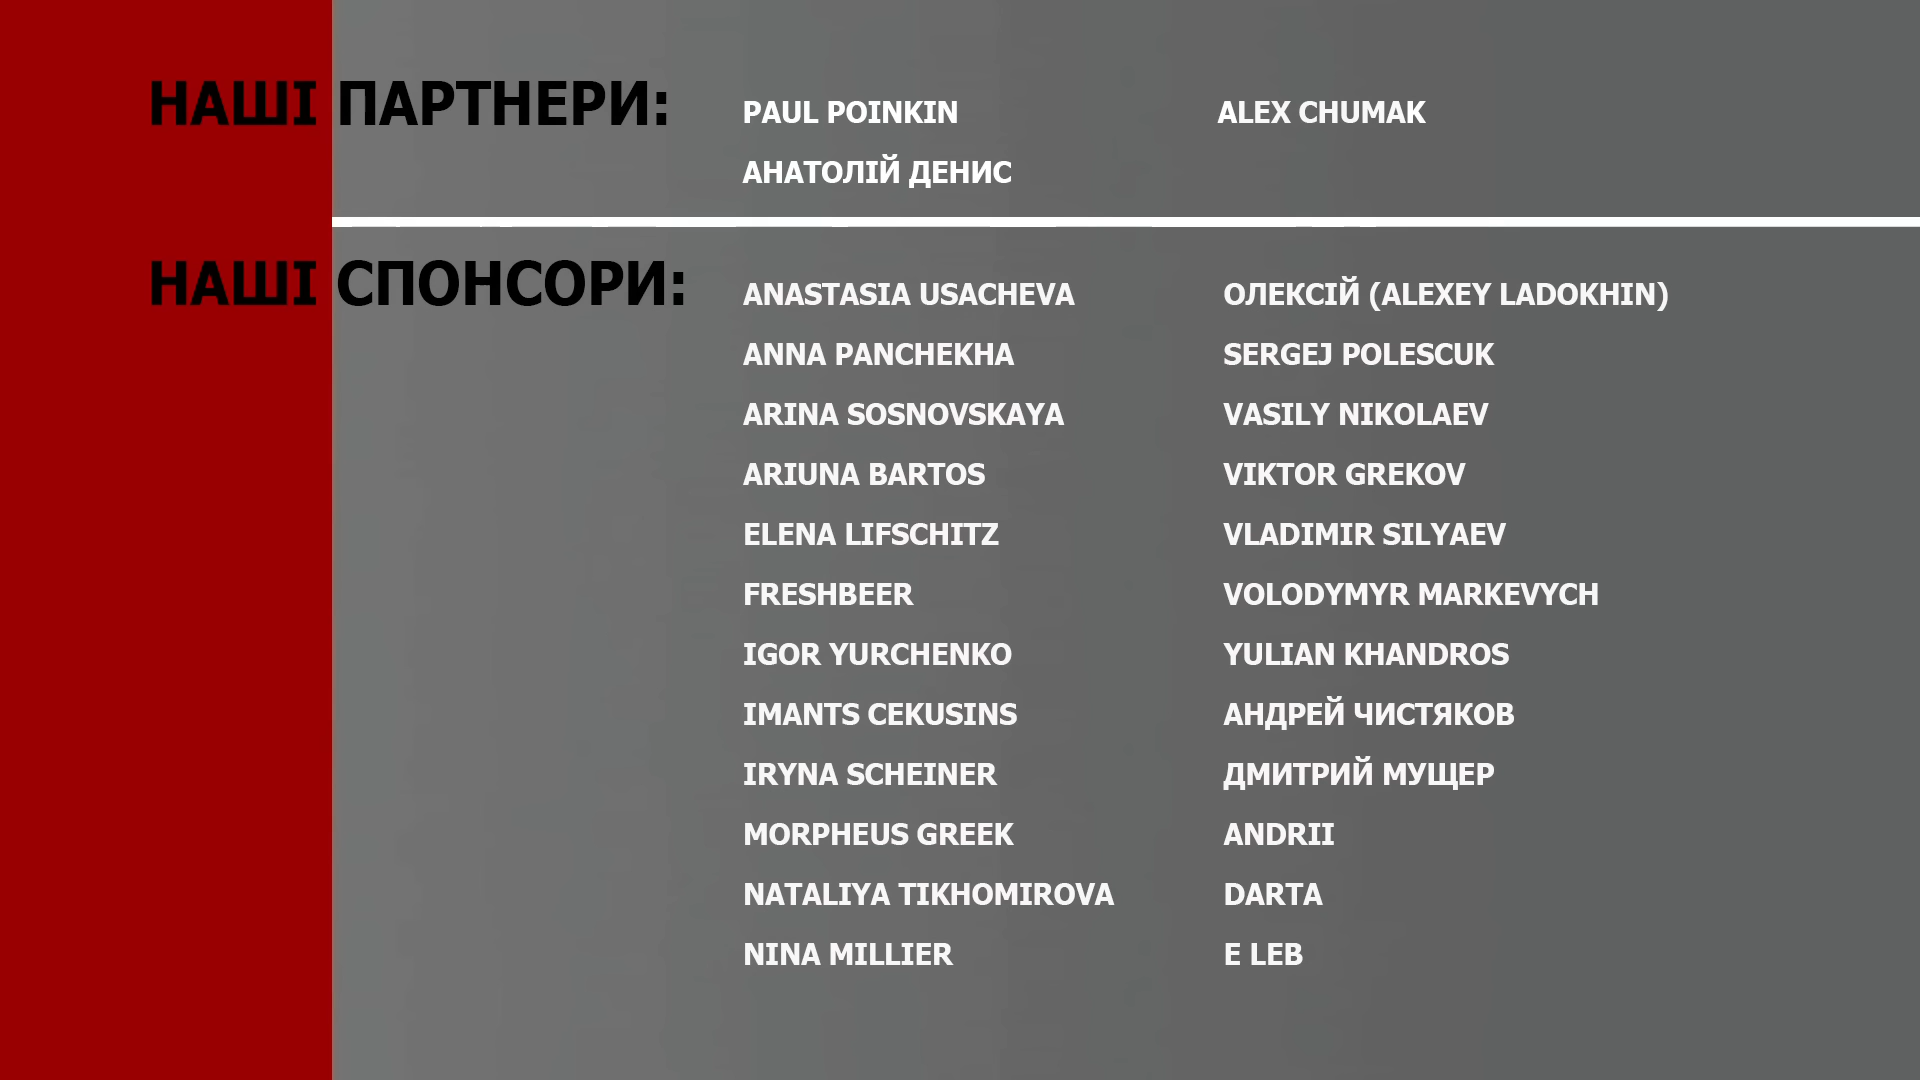 НАШІ ПАРТНЕРИ:
PAUL POINKIN
ALEX CHUMAK
АНАТОЛІЙ ДЕНИС
НАШІ СПОНСОРИ:
ANASTASIA USACHEVA
ANNA PANCHEKHA
ARINA SOSNOVSKAYA
ARIUNA BARTOS
ELENA LIFSCHITZ
FRESHBEER
IGOR YURCHENKO
IMANTS CEKUSINS
IRYNA SCHEINER
MORPHEUS GREEK
NATALIYA TIKHOMIROVA
NINA MILLIER
ОЛЕКСІЙ (ALEXEY LADOKHIN)
SERGEJ POLESCUK
VASILY NIKOLAEV
VIKTOR GREKOV
VLADIMIR SILYAEV
VOLODYMYR MARKEVYCH
YULIAN KHANDROS
АНДРЕЙ ЧИСТЯКОВ
ДМИТРИЙ МУЩЕР
ANDRII
DARTA
E LEB